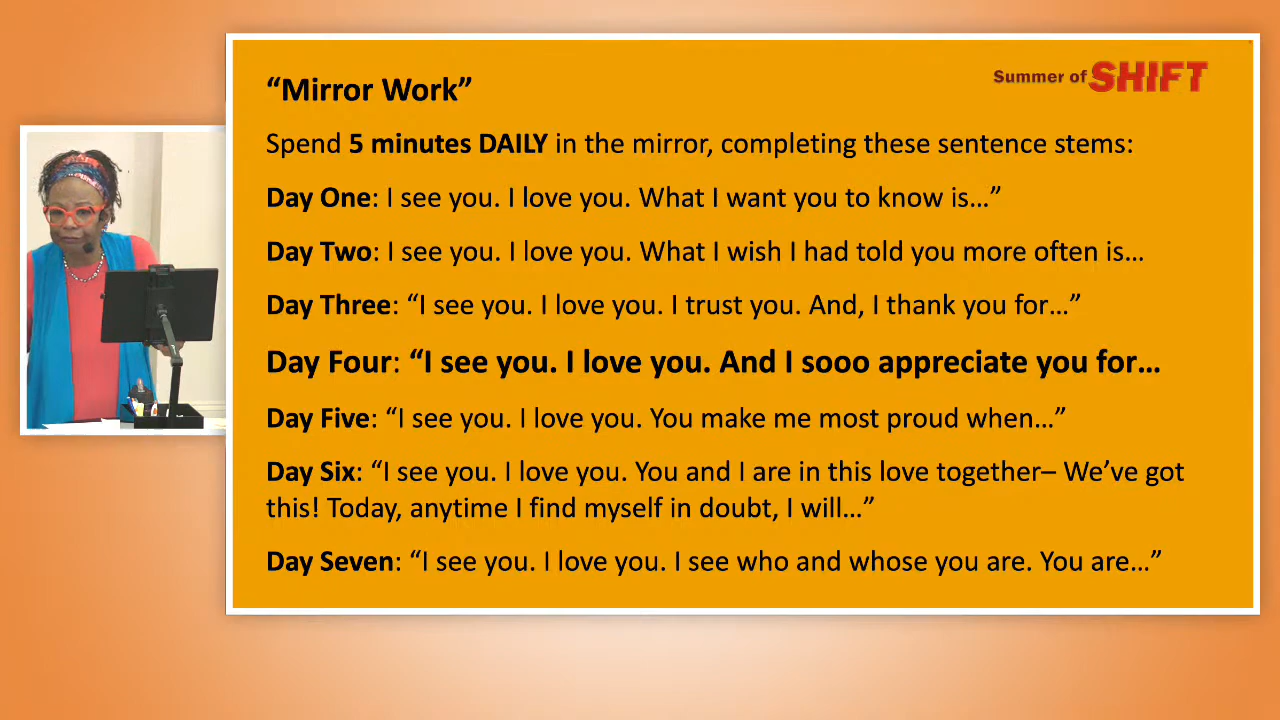 "Mirror Work"
Summer of SHIFT
Spend 5 minutes DAILY in the mirror, completing these sentence stems:
Day One: I see you. I love you. What I want you to know is…”
Day Two: I see you. I love you. What I wish I had told you more often is…
Day Three: “I see you. I love you. I trust you. And, I thank you for…”
Day Four: “I see you. I love you. And I sooo appreciate you for…
Day Five: “I see you. I love you. You make me most proud when…”
Day Six: “I see you. I love you. You and I are in this love together– We’ve got
this! Today, anytime I find myself in doubt, I will…”
Day Seven: “I see you. I love you. I see who and whose you are. You are…”